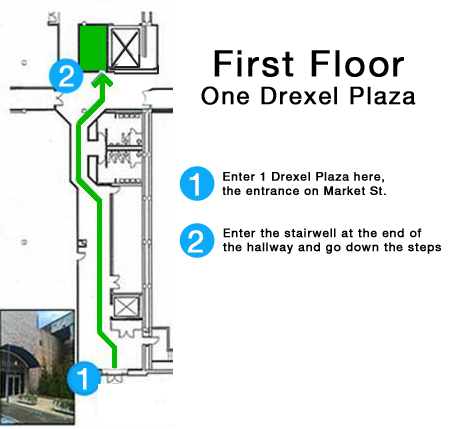 First Floor
One Drexel Plaza
1
Enter 1 Drexel Plaza here,
the entrance on Market St.
2
Enter the stairwell at the end of
the hallway and go down the steps
2
1